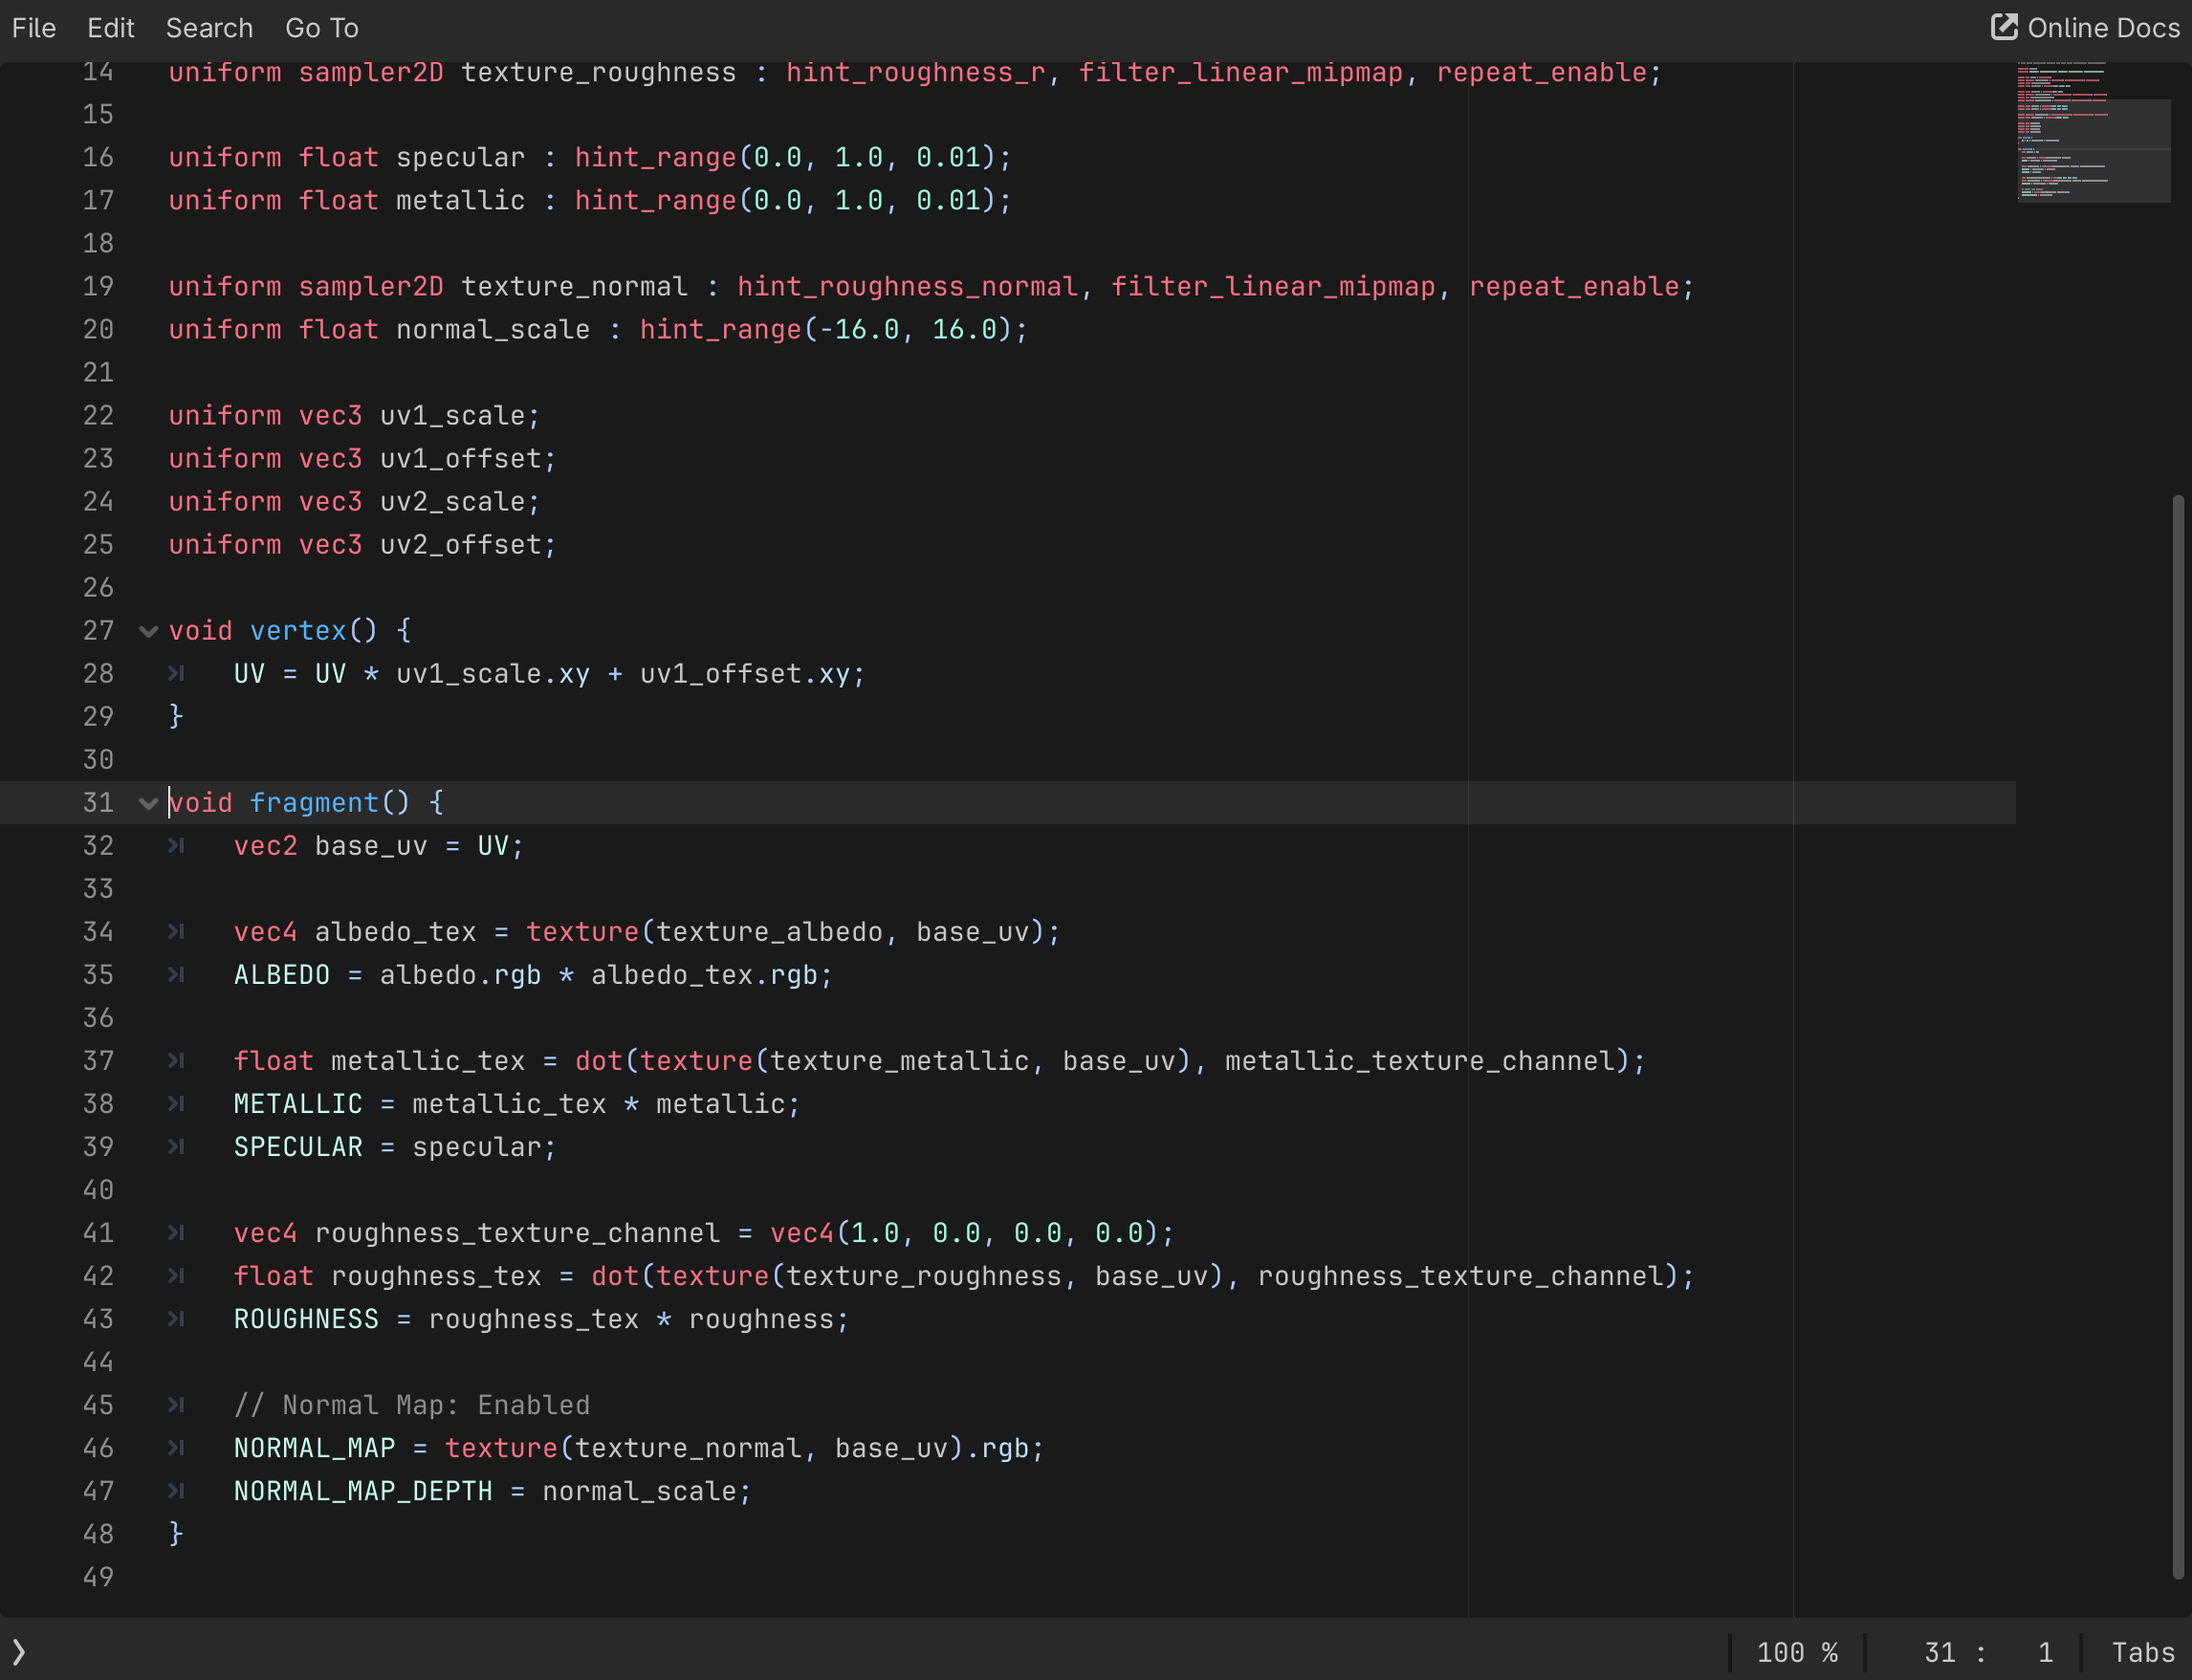 File Edit Search Go To Online Docs
14 uniform sampler2D texture_roughness : hint_roughness_r, filter_linear_mipmap, repeat_enable;
15
16 uniform float specular : hint_range(0.0, 1.0, 0.01);
17 uniform float metallic : hint_range(0.0, 1.0, 0.01);
18
19 uniform sampler2D texture_normal : hint_roughness_normal, filter_linear_mipmap, repeat_enable;
20 uniform float normal_scale : hint_range(-16.0, 16.0);
21
22 uniform vec3 uv1_scale;
23 uniform vec3 uv1_offset;
24 uniform vec3 uv2_scale;
25 uniform vec3 uv2_offset;
26
27 void vertex() {
28 UV = UV * uv1_scale.xy + uv1_offset.xy;
29 }
30
31 void fragment() {
32 vec2 base_uv = UV;
33
34 vec4 albedo_tex = texture(texture_albedo, base_uv);
35 ALBEDO = albedo.rgb * albedo_tex.rgb;
36
37 float metallic_tex = dot(texture(texture_metallic, base_uv), metallic_texture_channel);
38 METALLIC = metallic_tex * metallic;
39 SPECULAR = specular;
40
41 vec4 roughness_texture_channel = vec4(1.0, 0.0, 0.0, 0.0);
42 float roughness_tex = dot(texture(texture_roughness, base_uv), roughness_texture_channel);
43 ROUGHNESS = roughness_tex * roughness;
44
45 // Normal Map: Enabled
46 NORMAL_MAP = texture(texture_normal, base_uv).rgb;
47 NORMAL_MAP_DEPTH = normal_scale;
48 }
49
100 % 31 : 1 Tabs